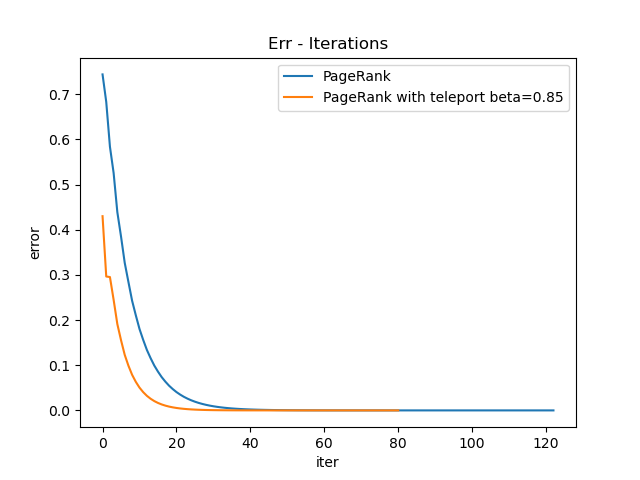 Err - Iterations
PageRank
PageRank with teleport beta=0.85
0.7
0.6
0.5
0.4
0.3
0.2
0.1
0.0
error
0 20 40 60 80 100 120
iter